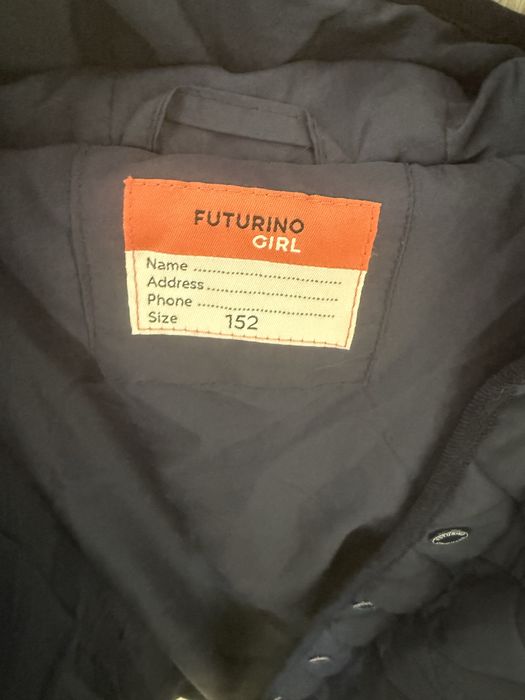 FUTURINO
GIRL
Name ..............................
Address..............................
Phone ..............................
Size 152